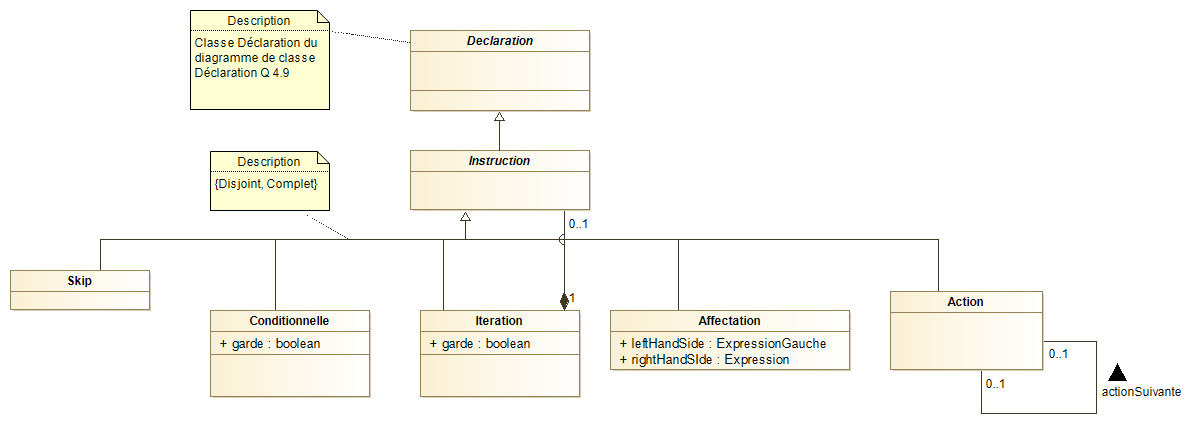 Description
Classe Déclaration du
diagramme de classe
Déclaration Q 4.9
Declaration
Description
{Disjoint, Complet}
Instruction
0..1
Skip
1
Conditionnelle
+ garde : boolean
Iteration
+ garde : boolean
Affectation
+ leftHandSide : ExpressionGauche
+ rightHandSIde : Expression
Action
0..1
0..1
actionSuivante